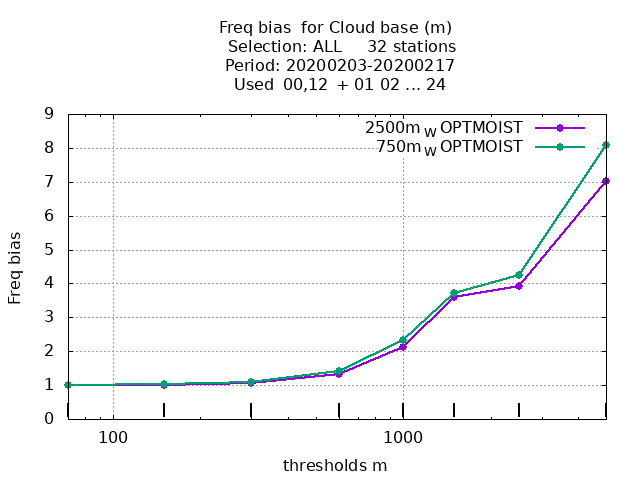 Freq bias  for Cloud base (m)
Selection: ALL     32 stations
Period: 20200203-20200217
Used  00,12  + 01 02 ... 24
2500m W OPTMOIST
750m W OPTMOIST
9
8
7
6
5
4
3
2
1
0
Freq bias
100
1000
thresholds m